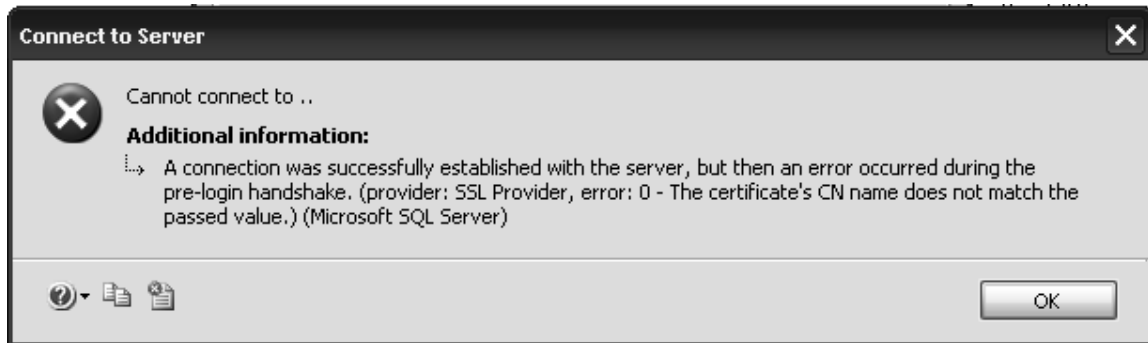 Connect to Server
Cannot connect to ..
Additional information:
A connection was successfully established with the server, but then an error occurred during the
pre-login handshake. (provider: SSL Provider, error: 0 - The certificate's CN name does not match the
passed value.) (Microsoft SQL Server)
OK